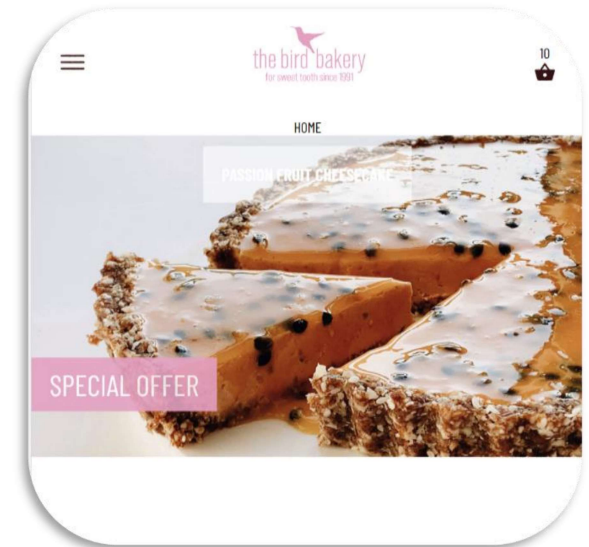 the bird bakery
for sweet tooth since 1991
10
HOME
PASSION FRUIT CHEESECAKE
SPECIAL OFFER